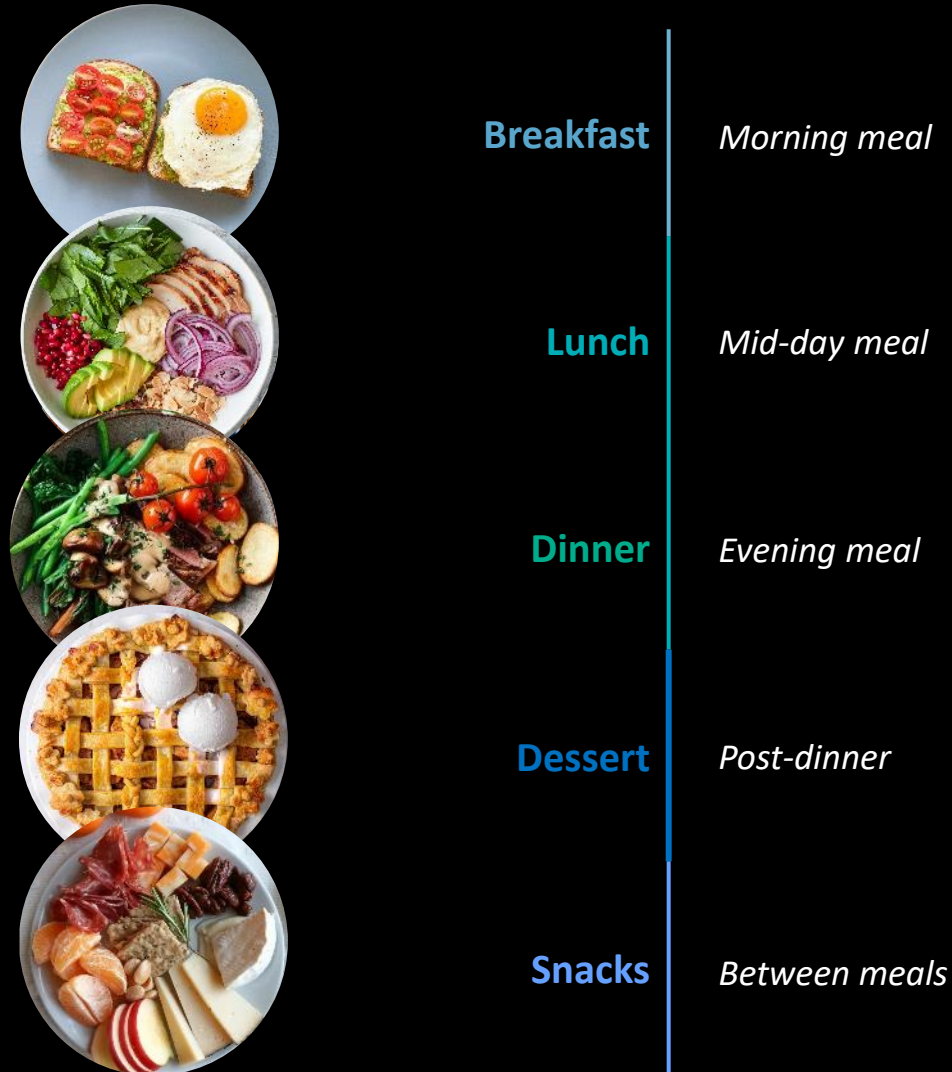 Breakfast
Morning meal
Lunch
Mid-day meal
Dinner
Evening meal
Dessert
Post-dinner
Snacks
Between meals